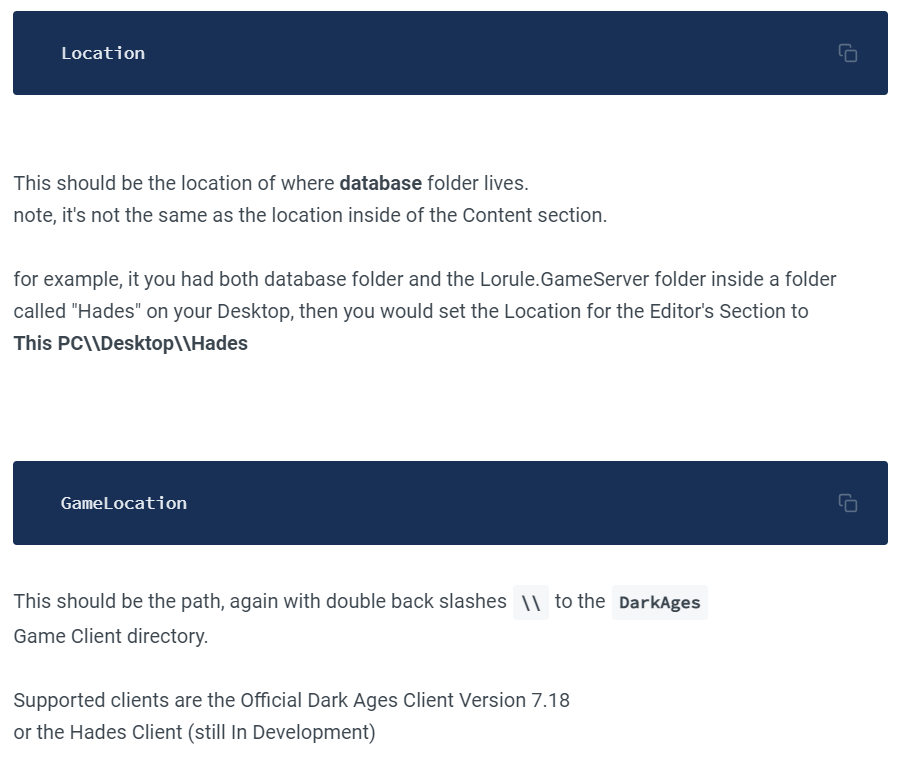 Location
This should be the location of where database folder lives.
note, it's not the same as the location inside of the Content section.
for example, it you had both database folder and the Lorule.GameServer folder inside a folder
called "Hades" on your Desktop, then you would set the Location for the Editor's Section to
This PC\\Desktop\\Hades
GameLocation
This should be the path, again with double back slashes \\ to the DarkAges
Game Client directory.
Supported clients are the Official Dark Ages Client Version 7.18
or the Hades Client (still In Development)